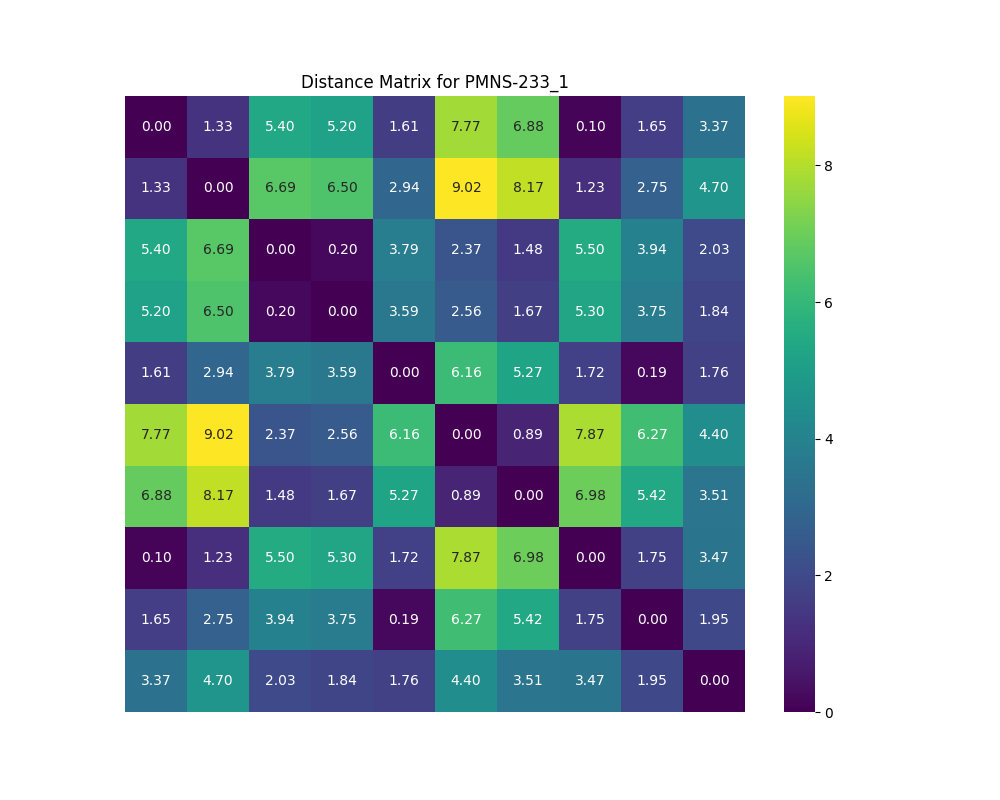 Distance Matrix for PMNS-233_1
0.00 1.33 5.40 5.20 1.61 7.77 6.88 0.10 1.65 3.37
1.33 0.00 6.69 6.50 2.94 9.02 8.17 1.23 2.75 4.70
5.40 6.69 0.00 0.20 3.79 2.37 1.48 5.50 3.94 2.03
5.20 6.50 0.20 0.00 3.59 2.56 1.67 5.30 3.75 1.84
1.61 2.94 3.79 3.59 0.00 6.16 5.27 1.72 0.19 1.76
7.77 9.02 2.37 2.56 6.16 0.00 0.89 7.87 6.27 4.40
6.88 8.17 1.48 1.67 5.27 0.89 0.00 6.98 5.42 3.51
0.10 1.23 5.50 5.30 1.72 7.87 6.98 0.00 1.75 3.47
1.65 2.75 3.94 3.75 0.19 6.27 5.42 1.75 0.00 1.95
3.37 4.70 2.03 1.84 1.76 4.40 3.51 3.47 1.95 0.00
8
6
4
2
0